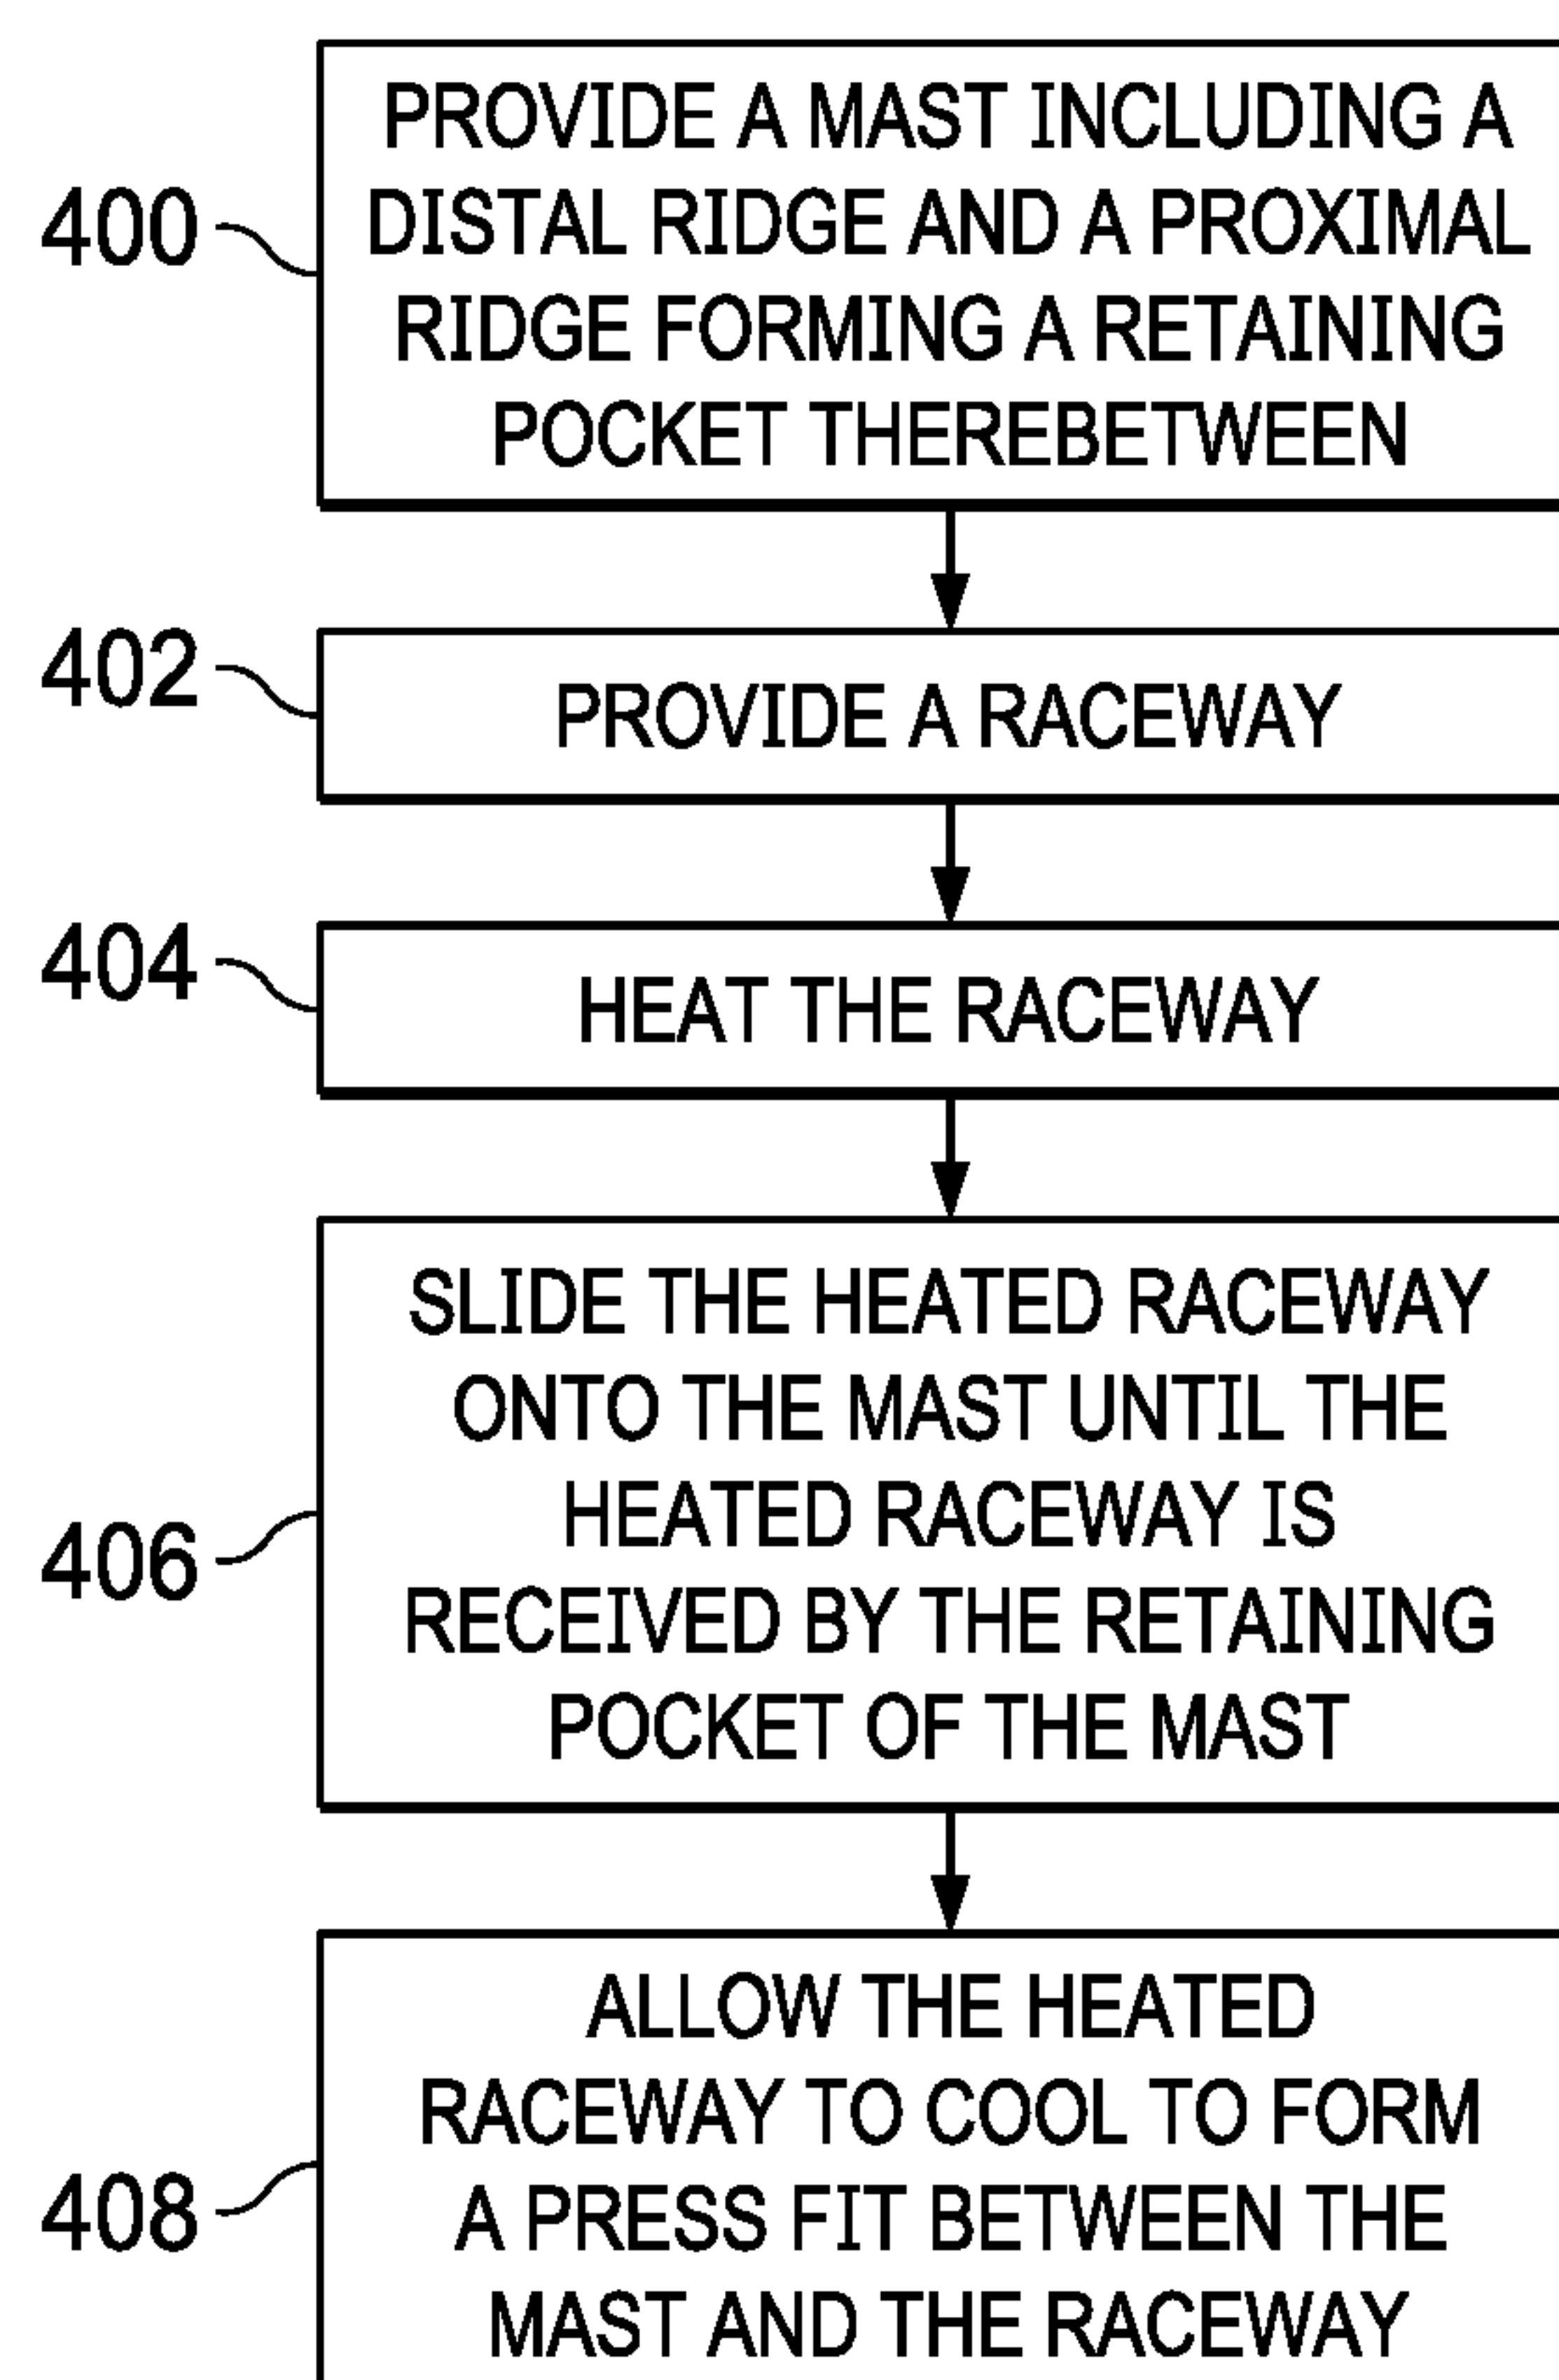 400
PROVIDE A MAST INCLUDING A
DISTAL RIDGE AND A PROXIMAL
RIDGE FORMING A RETAINING
POCKET THEREBETWEEN
402
PROVIDE A RACEWAY
404
HEAT THE RACEWAY
406
SLIDE THE HEATED RACEWAY
ONTO THE MAST UNTIL THE
HEATED RACEWAY IS
RECEIVED BY THE RETAINING
POCKET OF THE MAST
408
ALLOW THE HEATED
RACEWAY TO COOL TO FORM
A PRESS FIT BETWEEN THE
MAST AND THE RACEWAY